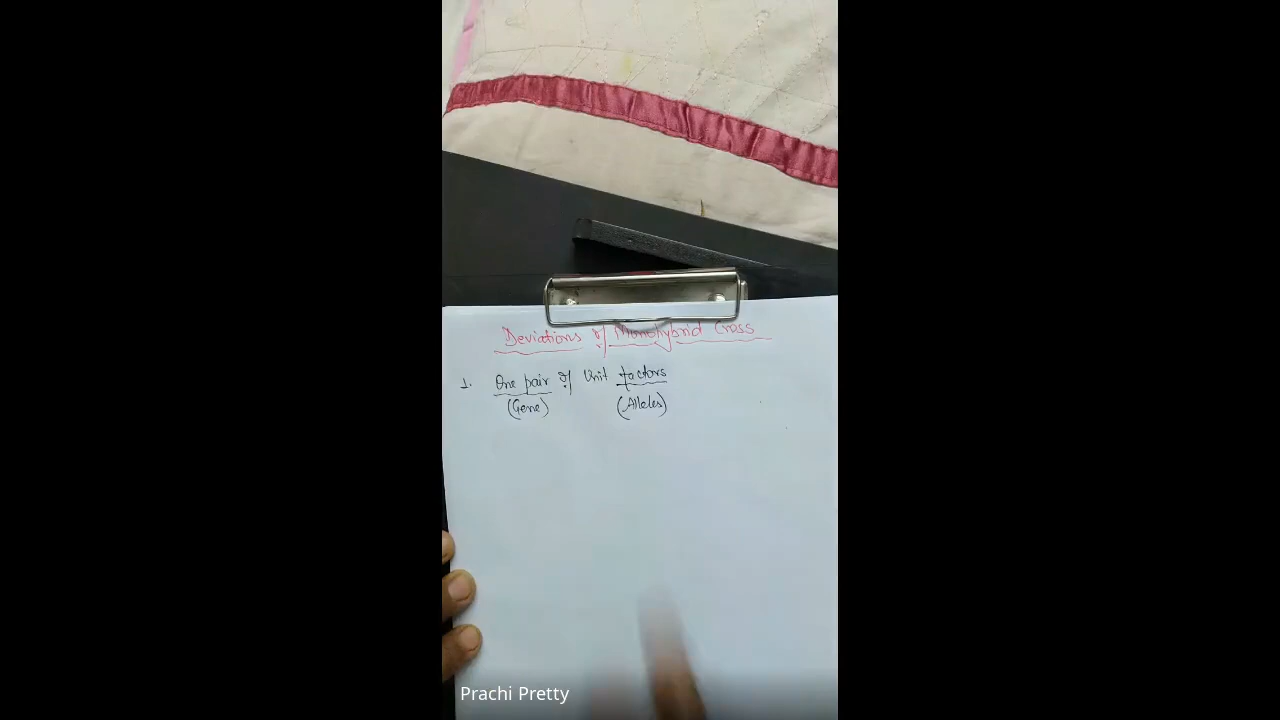 Deviations of Monohybrid Cross
1. One pair of Unit factors
(Gene) (Alleles)
Prachi Pretty